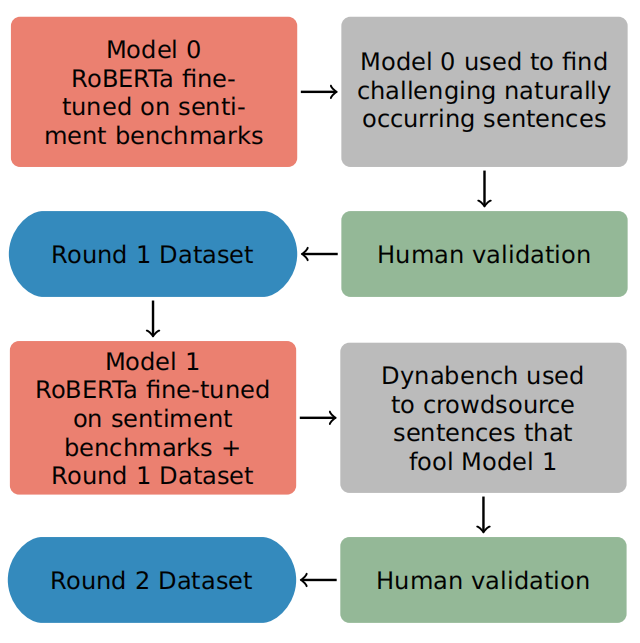 Model 0
RoBERTa fine-
tuned on senti-
ment benchmarks
Model 0 used to find
challenging naturally
occurring sentences
Human validation
Round 1 Dataset
Model 1
RoBERTa fine-tuned
on sentiment
benchmarks +
Round 1 Dataset
Dynabench used
to crowdsource
sentences that
fool Model 1
Human validation
Round 2 Dataset